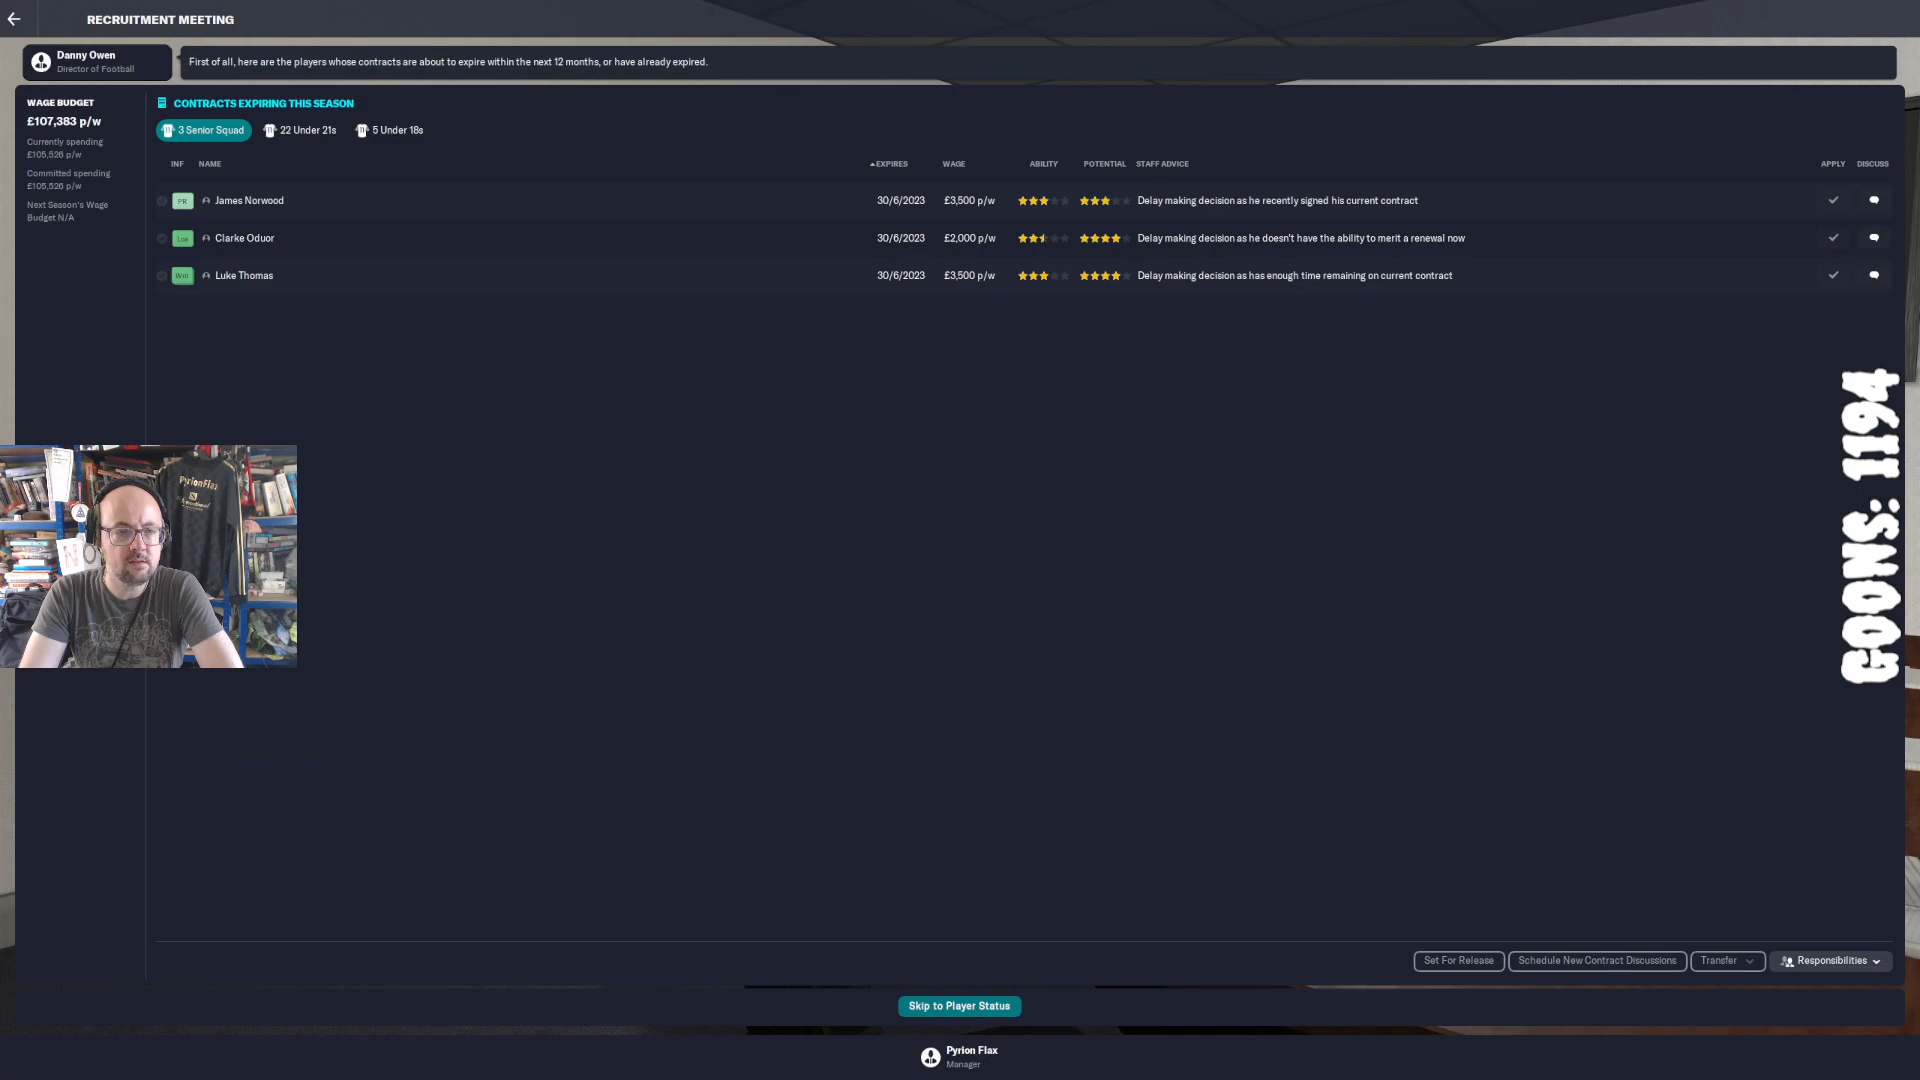 RECRUITMENT MEETING
Danny Owen
Director of Football
First of all, here are the players whose contracts are about to expire within the next 12 months, or have already expired.
WAGE BUDGET
£107,383 p/w
Currently spending
£105,526 p/w
Committed spending
£105,526 p/w
Next Season's Wage
Budget N/A
CONTRACTS EXPIRING THIS SEASON
3 Senior Squad 22 Under 21s 5 Under 18s
INF NAME EXPIRES WAGE ABILITY POTENTIAL STAFF ADVICE APPLY DISCUSS
PR James Norwood 30/6/2023 £3,500 p/w Delay making decision as he recently signed his current contract
Loa Clarke Oduor 30/6/2023 £2,000 p/w Delay making decision as he doesn't have the ability to merit a renewal now
Wnt Luke Thomas 30/6/2023 £3,500 p/w Delay making decision as has enough time remaining on current contract
GOONS: 1194
PyrionFlax
Set For Release Schedule New Contract Discussions Transfer Responsibilities
Skip to Player Status
Pyrion Flax
Manager